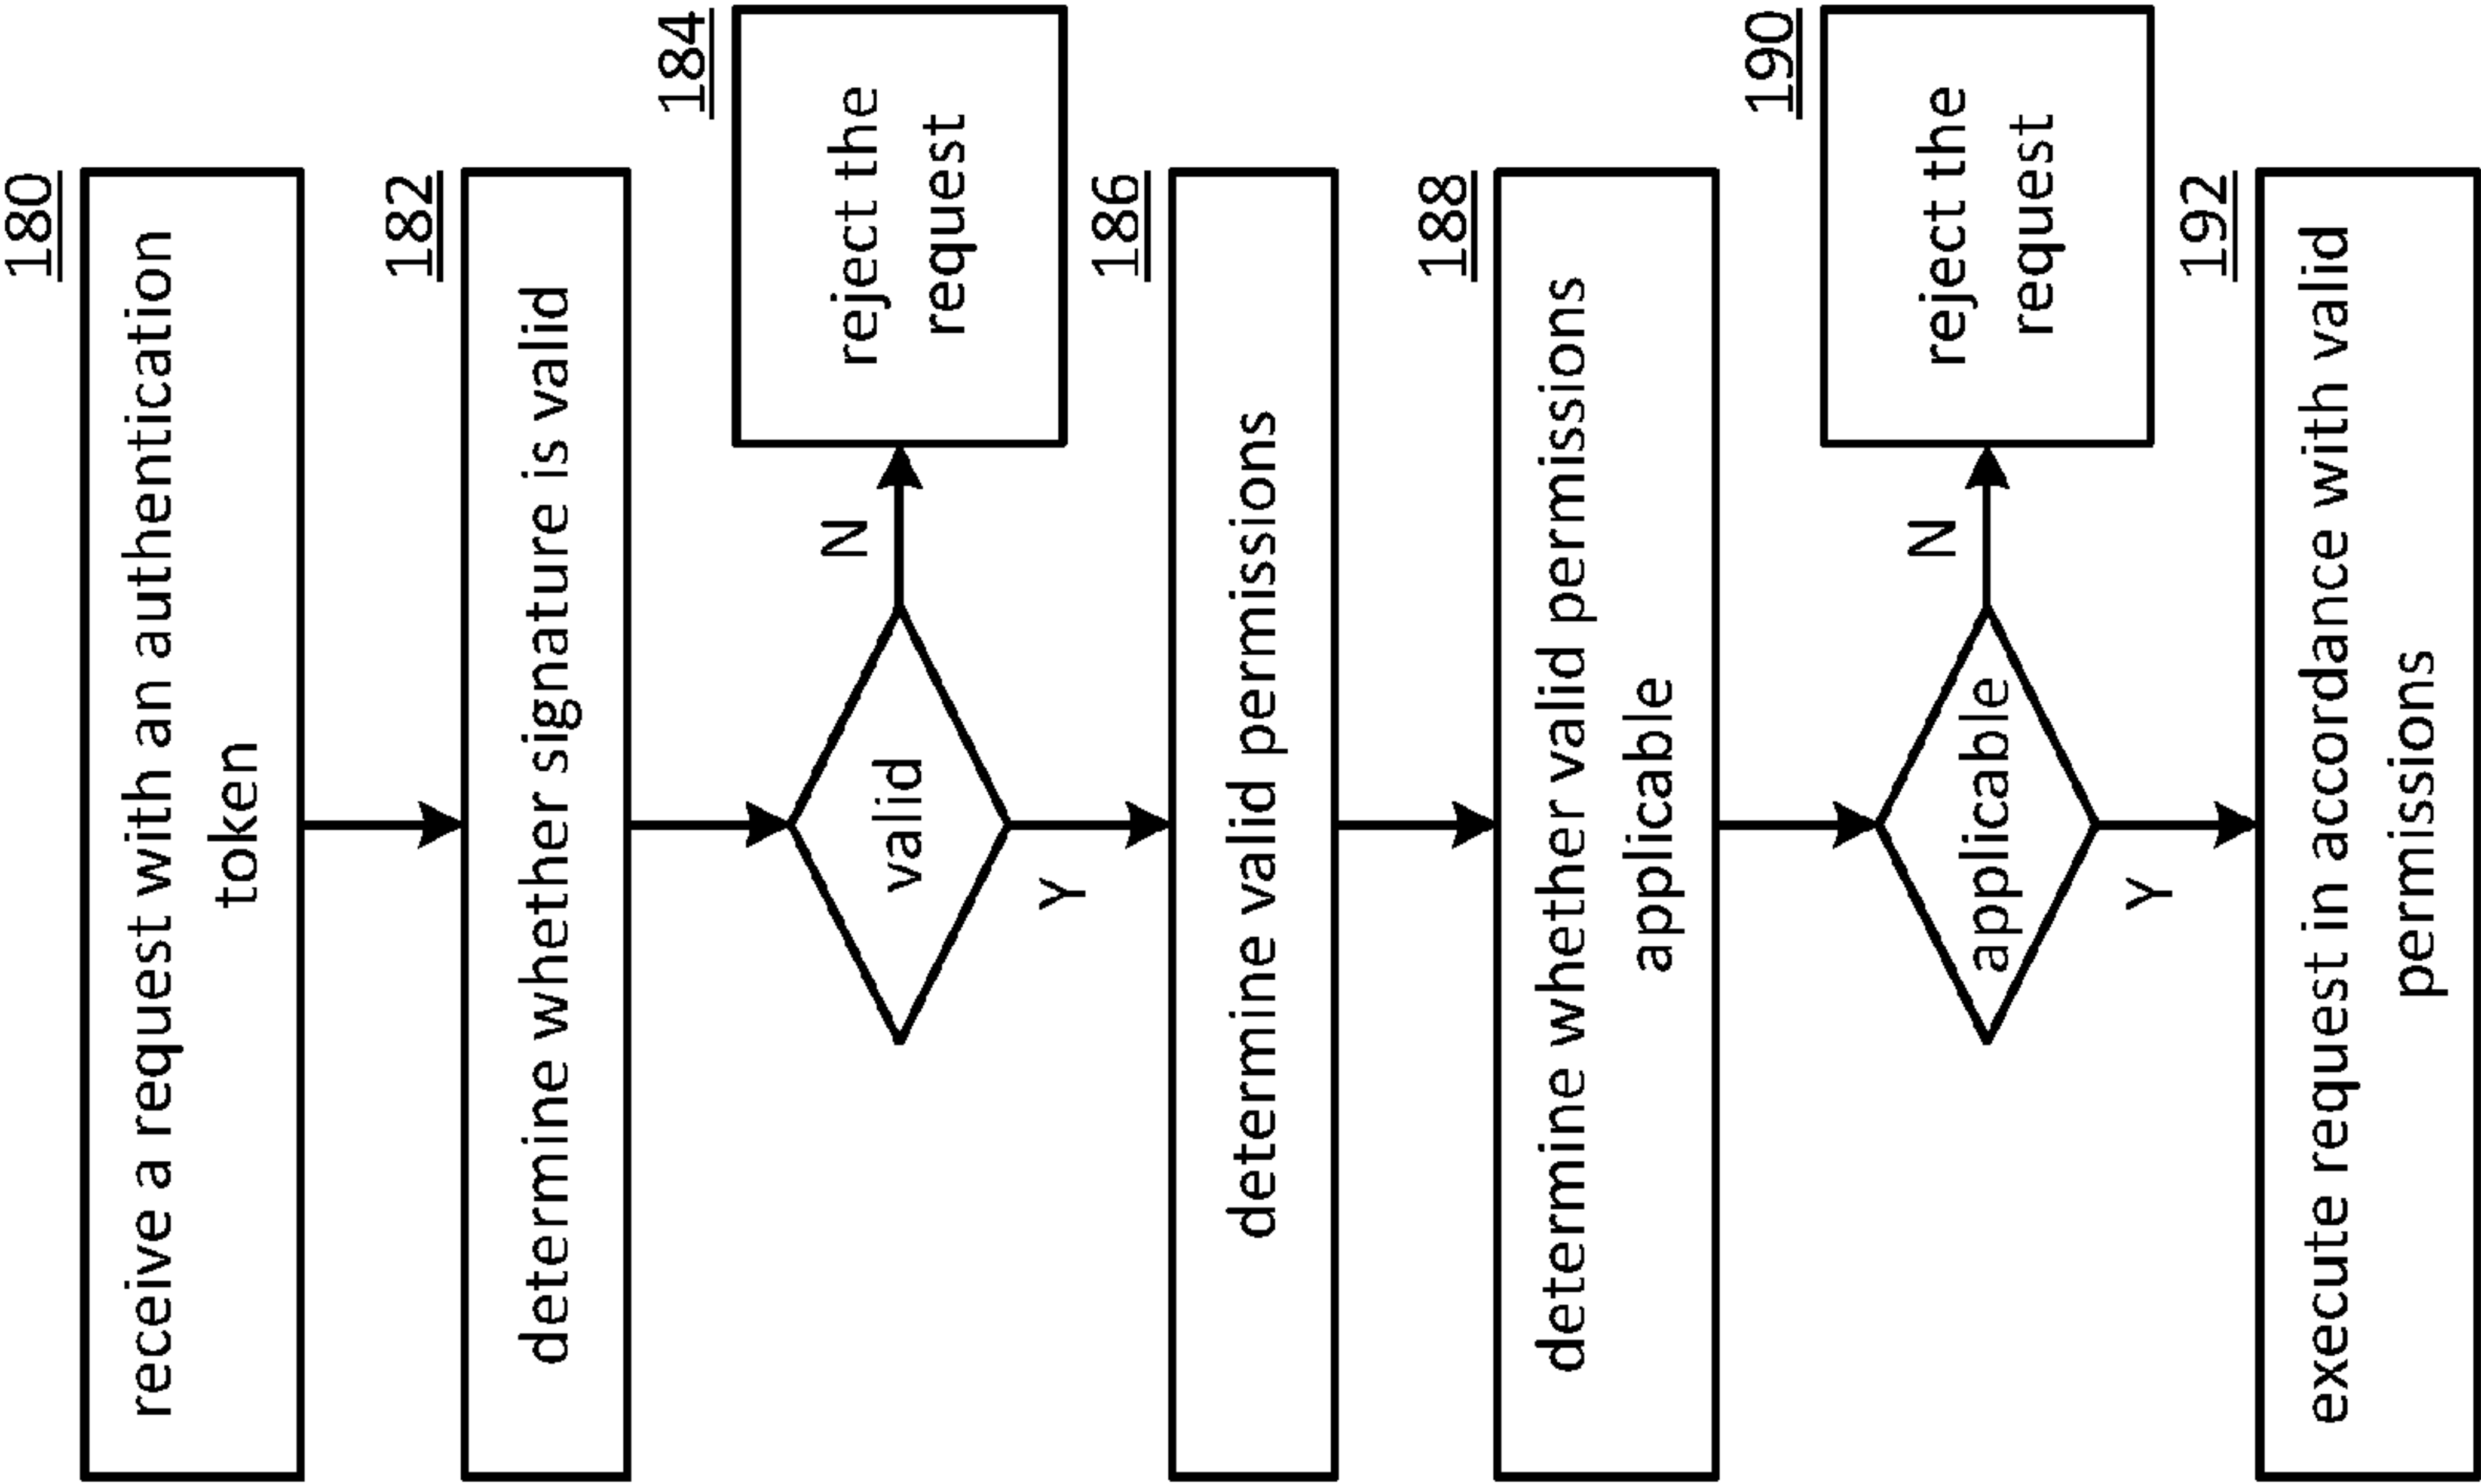 180
receive a request with an authentication
token
182
determine whether signature is valid
valid
N
184
reject the
request
Y
186
determine valid permissions
188
determine whether valid permissions
applicable
applicable
N
190
reject the
request
Y
192
execute request in accordance with valid
permissions